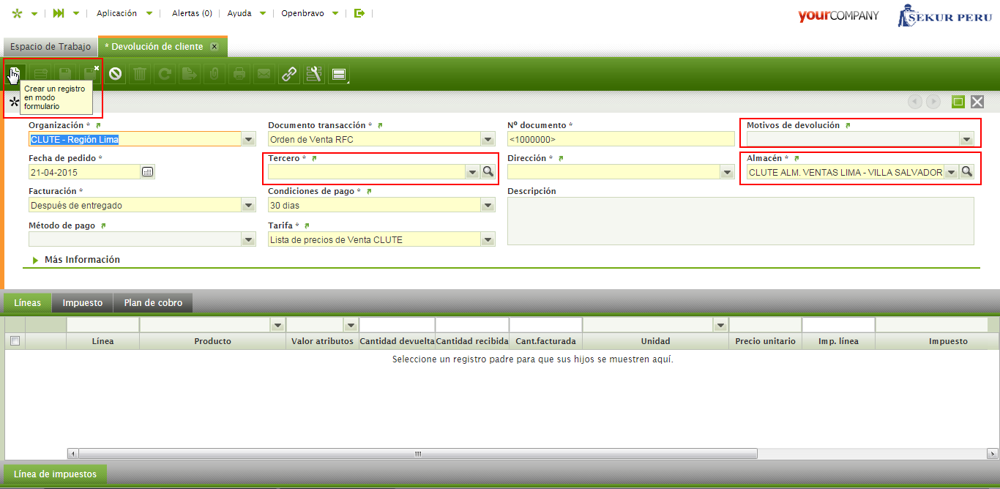 Aplicación
Alertas (0)
Ayuda
Openbravo
yourCOMPANY
SEKUR PERU
Espacio de Trabajo
* Devolución de cliente
Crear un registro
en modo
formulario
Organización *
Documento transacción *
Nº documento *
Motivos de devolución
CLUTE - Región Lima
Orden de Venta RFC
<1000000>
Fecha de pedido *
Tercero *
Dirección *
Almacén *
21-04-2015
CLUTE ALM. VENTAS LIMA - VILLA SALVADOR
Facturación *
Condiciones de pago *
Descripción
Después de entregado
30 dias
Método de pago
Tarifa *
Lista de precios de Venta CLUTE
Más Información
Líneas
Impuesto
Plan de cobro
Línea
Producto
Valor atributos
Cantidad devuelta
Cantidad recibida
Cant.facturada
Unidad
Precio unitario
Imp. línea
Impuesto
Seleccione un registro padre para que sus hijos se muestren aquí.
Línea de impuestos